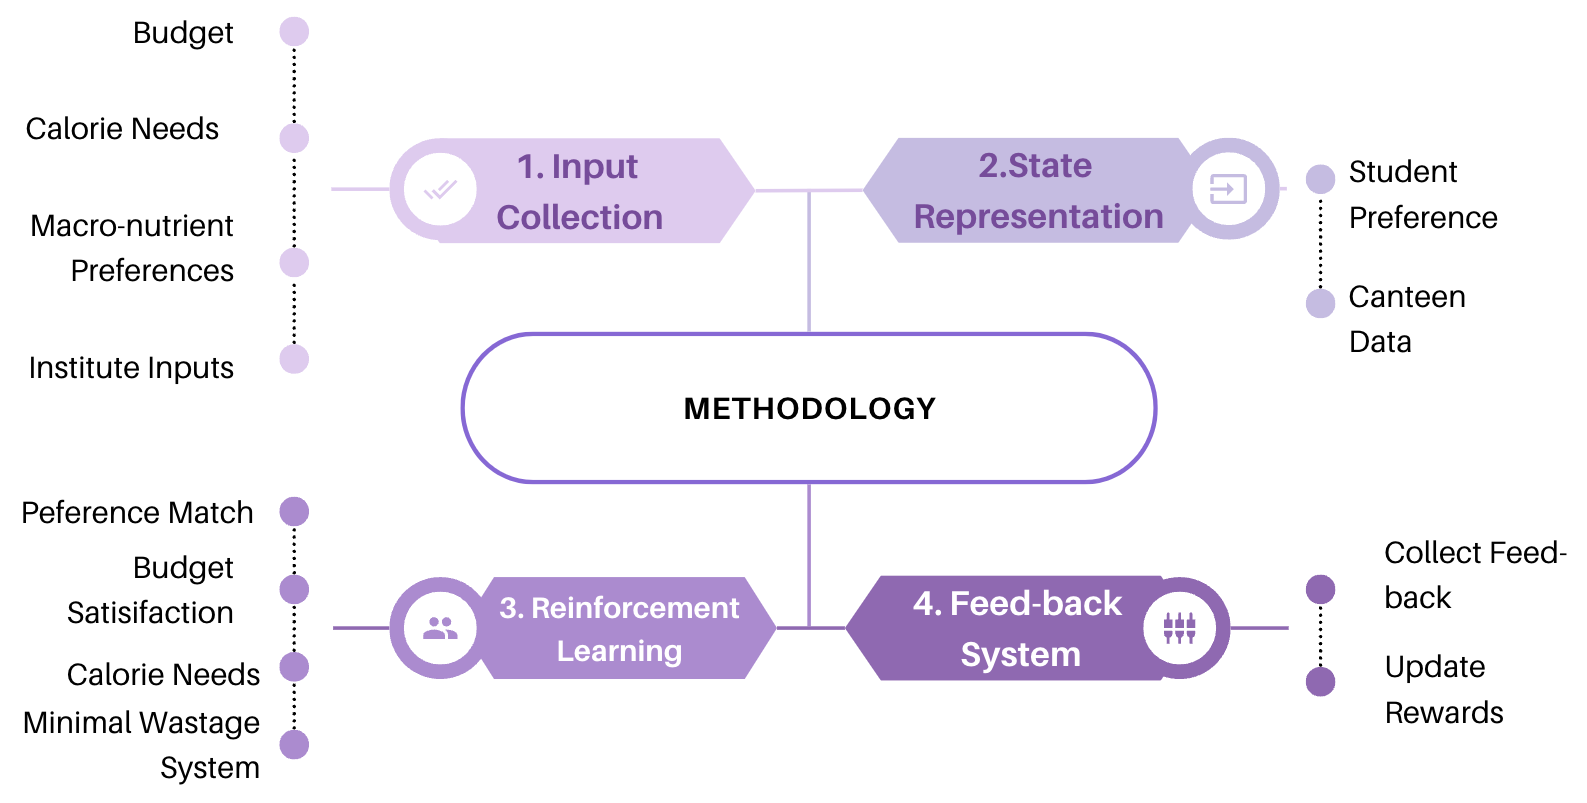 Budget
Calorie Needs
Macro-nutrient
Preferences
Institute Inputs
1. Input
Collection
2.State
Representation
Student
Preference
Canteen
Data
METHODOLOGY
Peference Match
Budget
Satisifaction
Calorie Needs
Minimal Wastage
System
3. Reinforcement
Learning
4. Feed-back
System
Collect Feed-
back
Update
Rewards